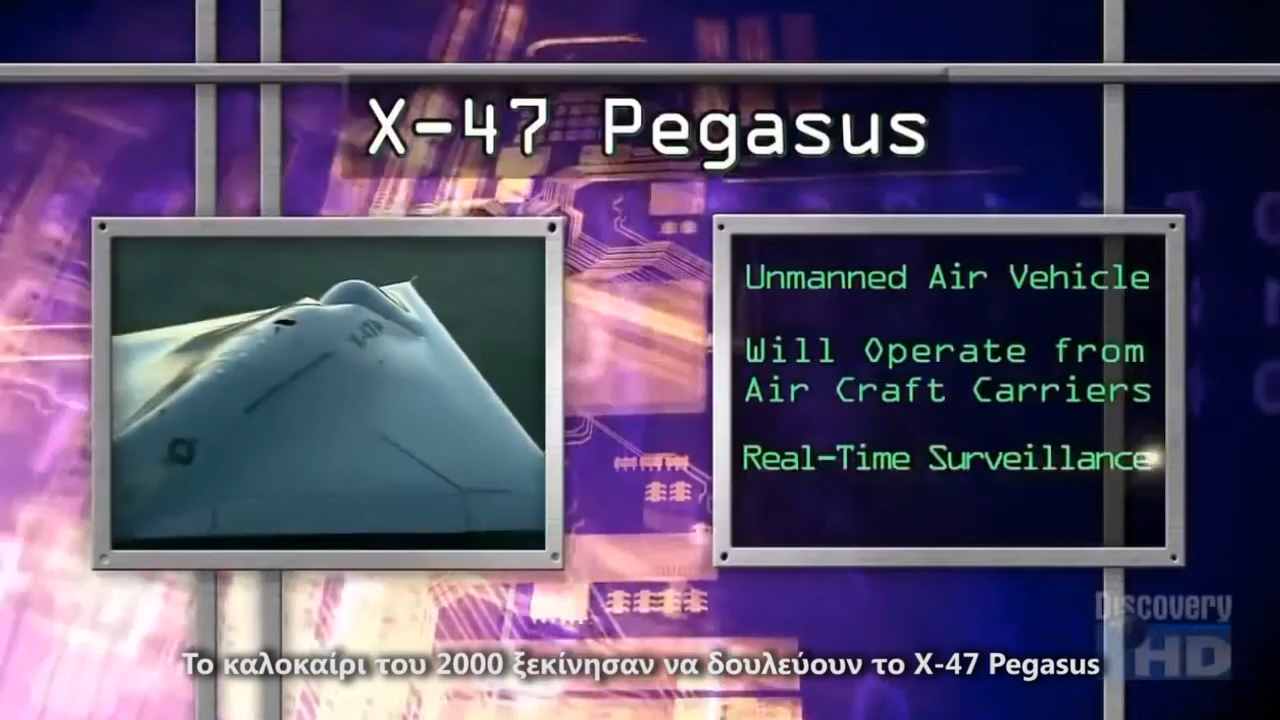 X-47 Pegasus
X-47A
Unmanned Air Vehicle
Will Operate from
Air Craft Carriers
Real-Time Surveillance
Discovery
HD
Το καλοκαίρι του 2000 ξεκίνησαν να δουλεύουν το X-47 Pegasus